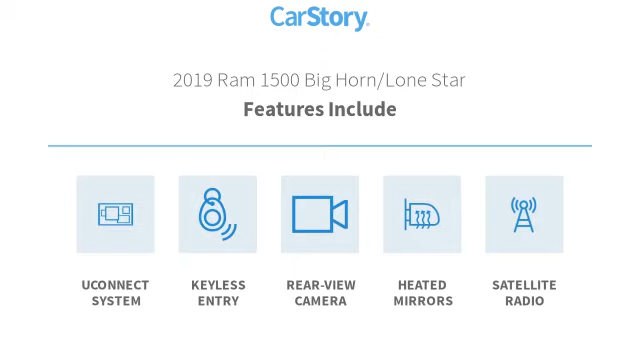 CarStory
2019 Ram 1500 Big Horn/Lone Star
Features Include
UCONNECT SYSTEM
KEYLESS ENTRY
REAR-VIEW CAMERA
HEATED MIRRORS
SATELLITE RADIO